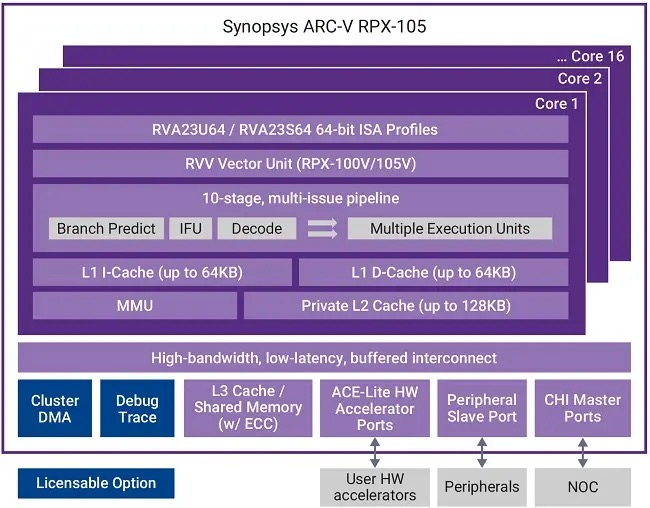 Synopsys ARC-V RPX-105
... Core 16
Core 2
Core 1
RVA23U64 / RVA23S64 64-bit ISA Profiles
RVV Vector Unit (RPX-100V/105V)
10-stage, multi-issue pipeline
Branch Predict IFU Decode Multiple Execution Units
L1 I-Cache (up to 64KB) L1 D-Cache (up to 64KB)
MMU Private L2 Cache (up to 128KB)
High-bandwidth, low-latency, buffered interconnect
Cluster
DMA
Debug
Trace
L3 Cache /
Shared Memory
(w/ ECC)
ACE-Lite HW
Accelerator
Ports
Peripheral
Slave Port
CHI Master
Ports
Licensable Option
User HW
accelerators
Peripherals
NOC